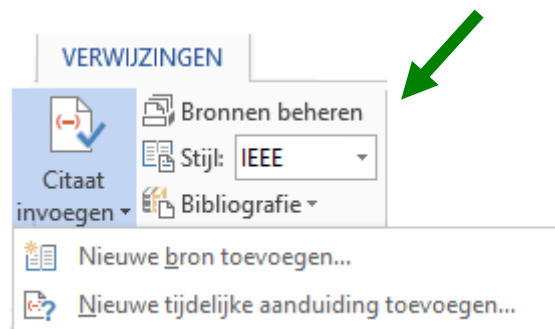 VERWIJZINGEN
Bronnen beheren
Stijl: IEEE
Citaat
invoegen
Bibliografie
Nieuwe bron toevoegen...
Nieuwe tijdelijke aanduiding toevoegen...